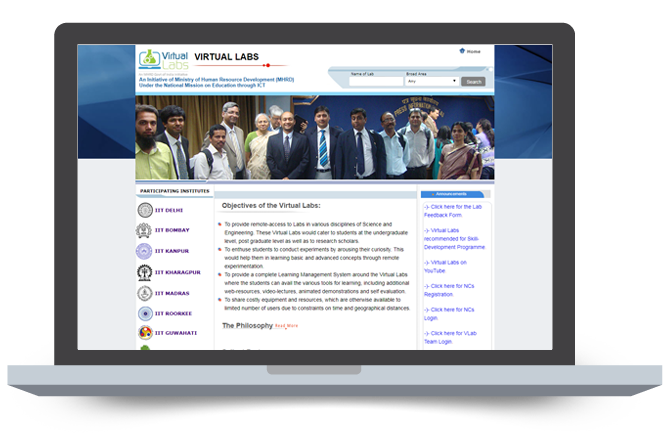 Virtual Labs
VIRTUAL LABS
Home
An Initiative of Ministry of Human Resource Development (MHRD)
Under the National Mission on Education through ICT
Name of Lab
Broad Area
Any
Search
PRESS INFORMATION
PARTICIPATING INSTITUTES
IIT DELHI
IIT BOMBAY
IIT KANPUR
IIT KHARAGPUR
IIT MADRAS
IIT ROORKEE
IIT GUWAHATI
Objectives of the Virtual Labs:
To provide remote-access to Labs in various disciplines of Science and
Engineering. These Virtual Labs would cater to students at the undergraduate
level, post graduate level as well as to research scholars.
To enthuse students to conduct experiments by arousing their curiosity. This
would help them in learning basic and advanced concepts through remote
experimentation.
To provide a complete Learning Management System around the Virtual Labs
where the students can avail the various tools for learning, including additional
web-resources, video-lectures, animated demonstrations and self evaluation.
To share costly equipment and resources, which are otherwise available to
limited number of users due to constraints on time and geographical distances.
The Philosophy Read More
Announcements
Click here for the Lab
Feedback Form
Virtual Labs
recommended for Skill-
Development Programme
Virtual Labs on
YouTube
Click here for NCs
Registration.
Click here for NCs
Login.
Click here for VLab
Team Login